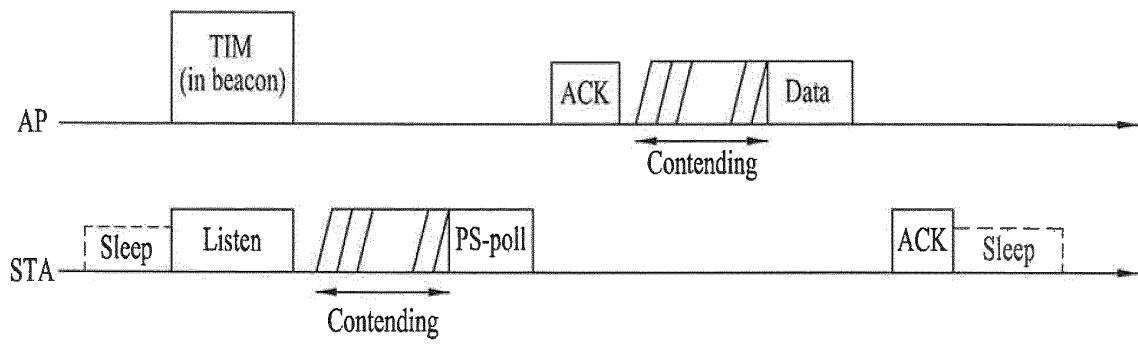 TIM
(in beacon)
ACK
Data
AP
Contending
Sleep
Listen
PS-poll
ACK
Sleep
STA
Contending